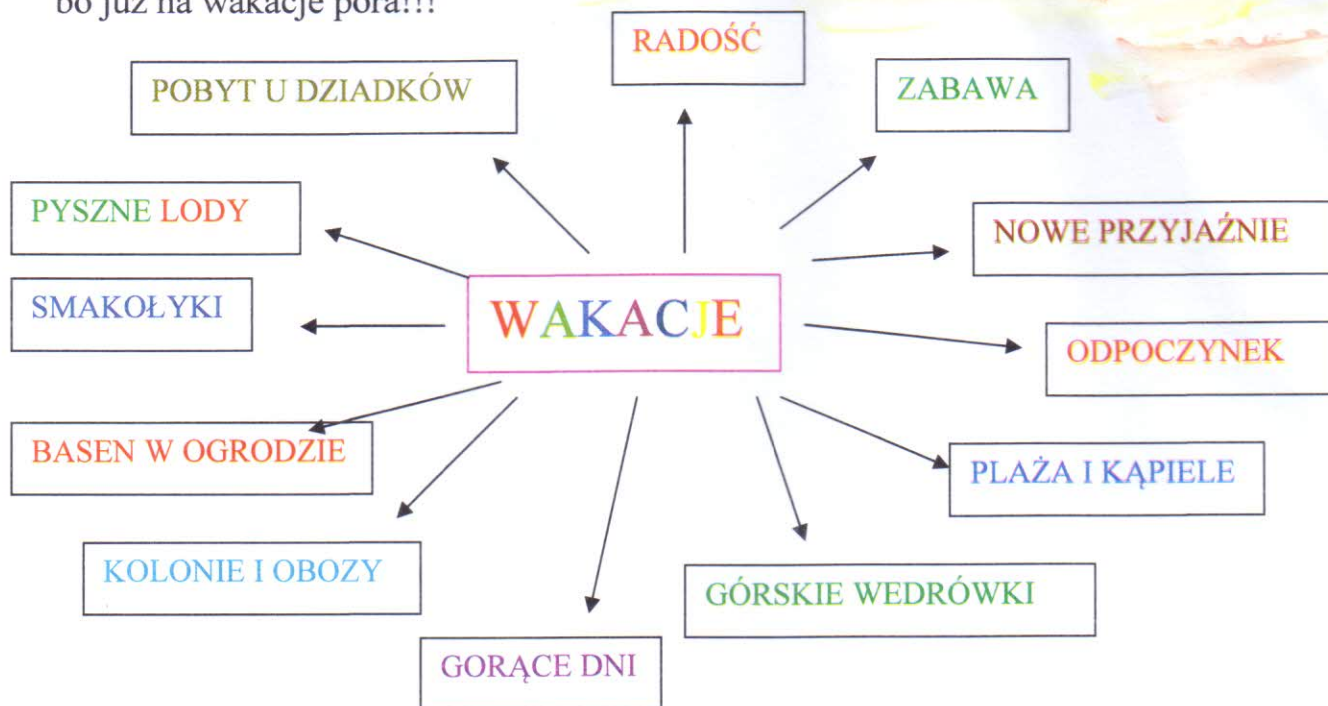 bo już na wakacje pora!!!
RADOŚĆ
POBYT U DZIADKÓW
ZABAWA
PYSZNE LODY
NOWE PRZYJAŹNIE
SMAKOŁYKI
WAKACJE
ODPOCZYNEK
BASEN W OGRODZIE
PLAŻA I KĄPIELE
KOLONIE I OBOZY
GÓRSKIE WEDRÓWKI
GORĄCE DNI